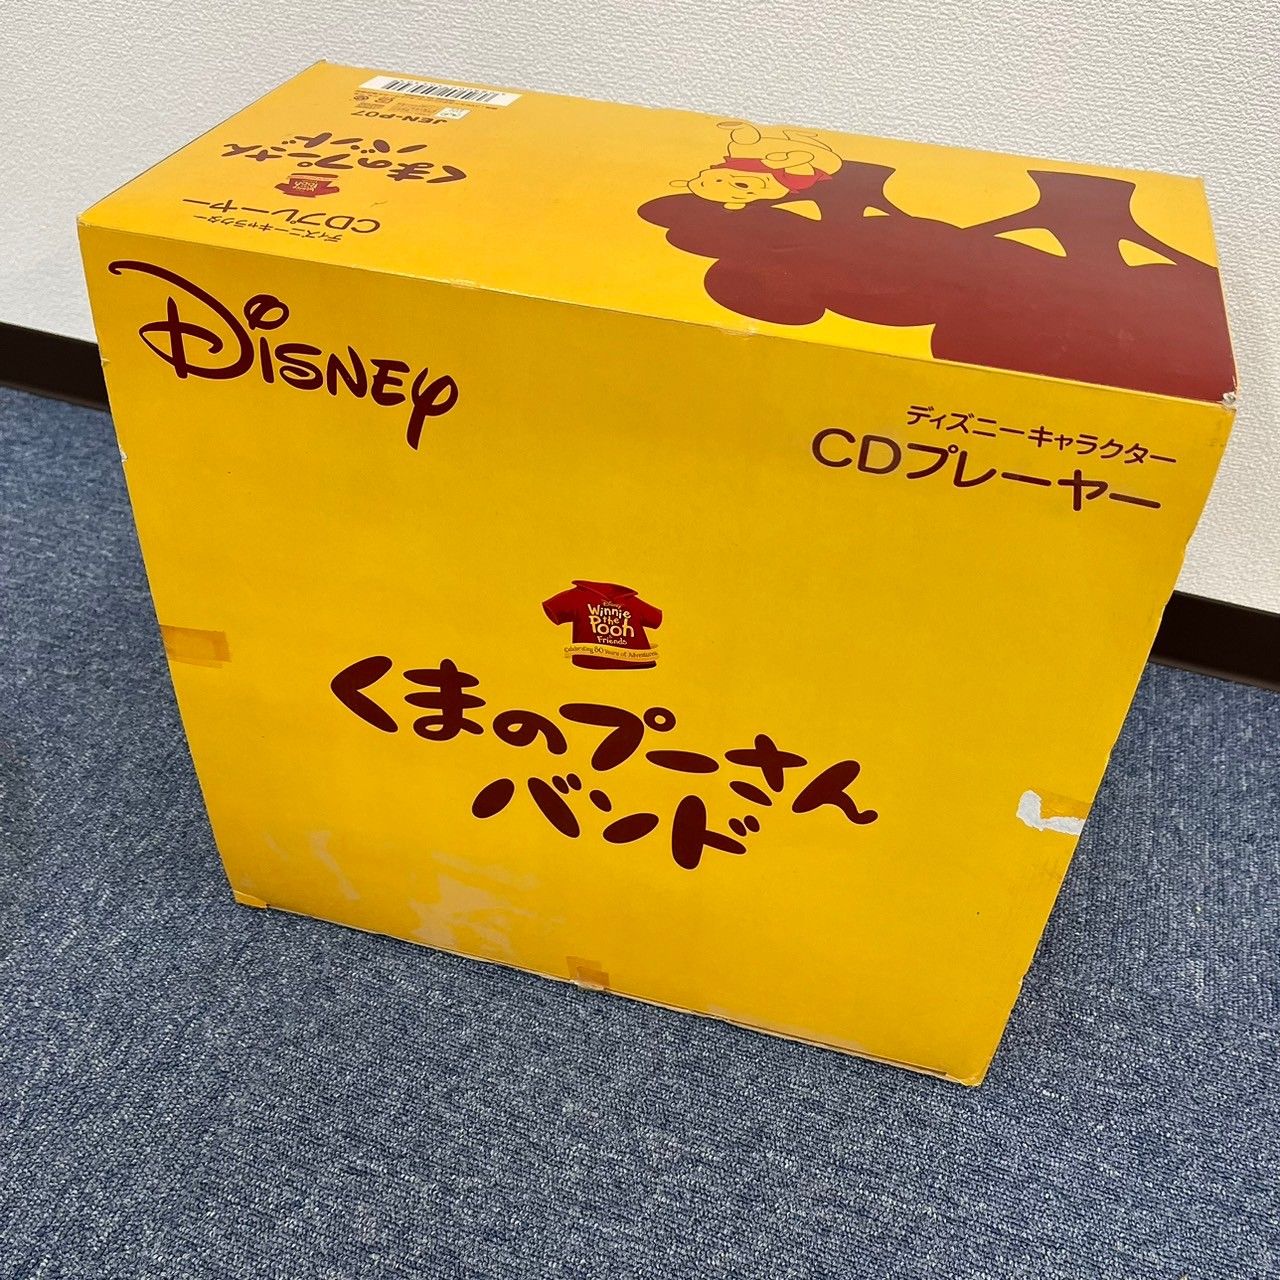 JEN-P07
くまのプーさん
バンド
ディズニーキャラクター
CDプレーヤー
Disney
ディズニーキャラクター
CDプレーヤー
Disney
Winnie
the
Pooh
Friends
Celebrating 80 Years of Adventures
くまのプーさん
バンド